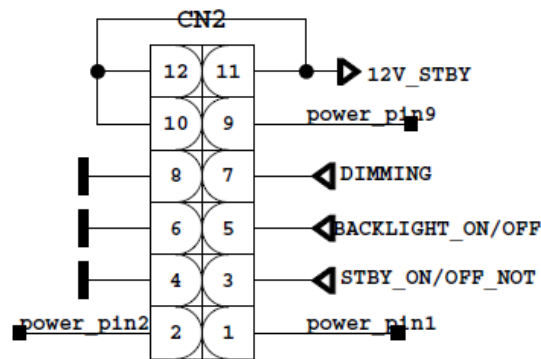 CN2
12 11 12V_STBY
power_pin9
10 9
8 7 DIMMING
6 5 BACKLIGHT_ON/OFF
4 3 STBY_ON/OFF_NOT
power_pin2 power_pin1
2 1